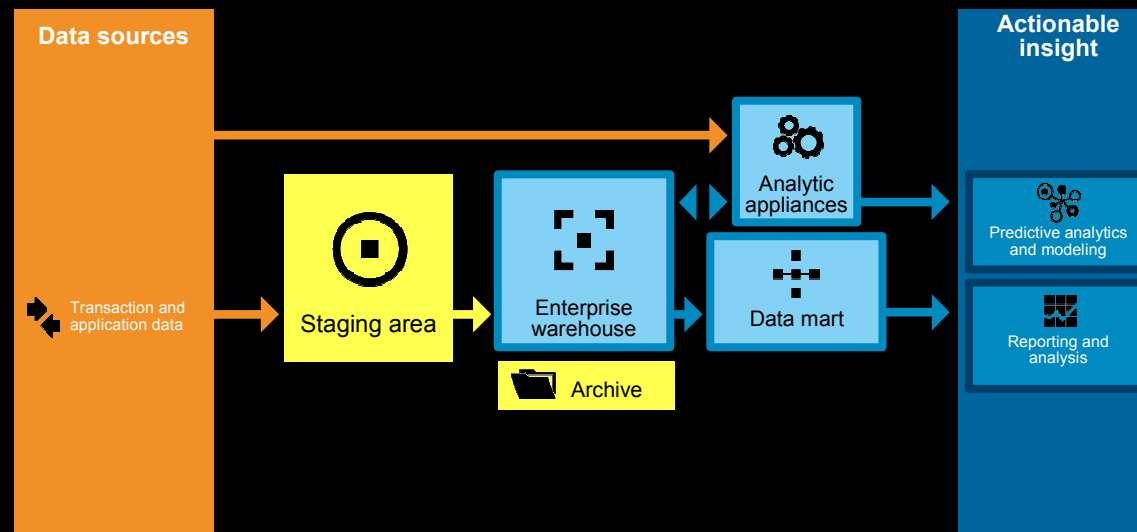 Data sources
Actionable
insight
Analytic
appliances
Predictive analytics
and modeling
Transaction and
application data
Staging area
Enterprise
warehouse
Data mart
Reporting and
analysis
Archive